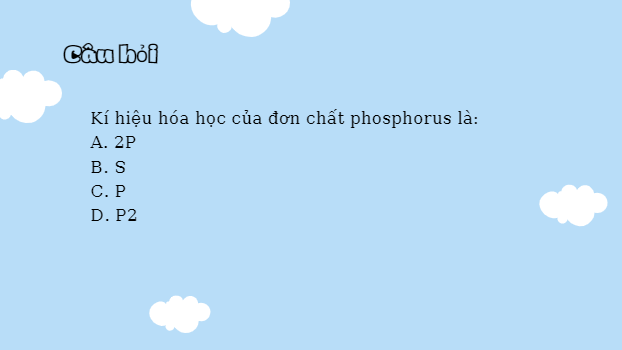 Câu hỏi
Kí hiệu hóa học của đơn chất phosphorus là:
A. 2P
B. S
C. P
D. P2